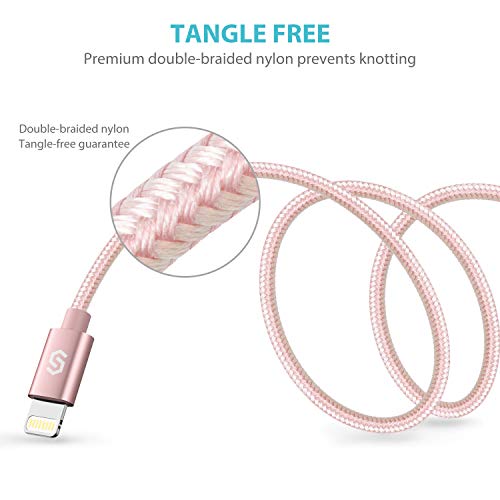 TANGLE FREE
Premium double-braided nylon prevents knotting
Double-braided nylon
Tangle-free guarantee